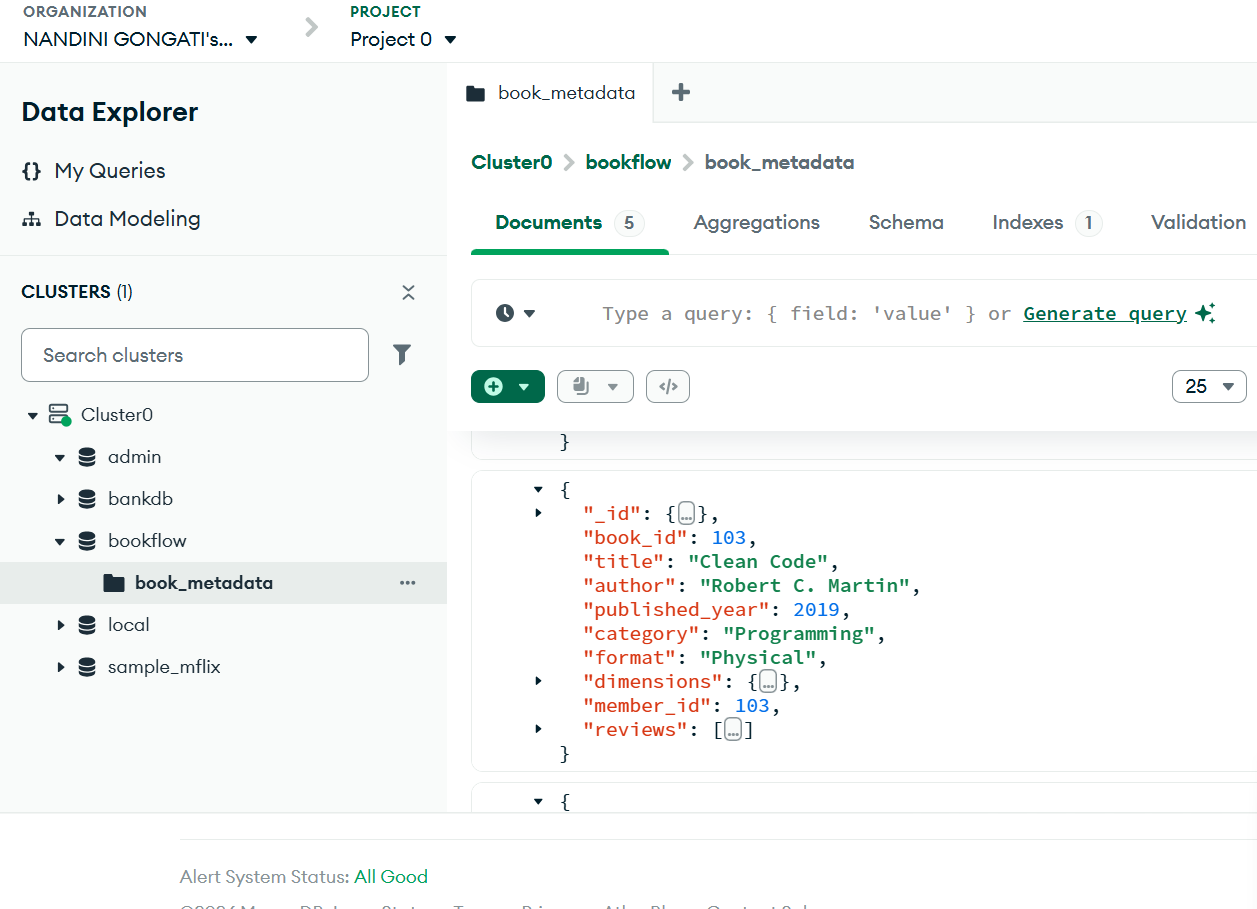 ORGANIZATION
NANDINI GONGATI's...
PROJECT
Project 0
Data Explorer
My Queries
Data Modeling
CLUSTERS (1)
Search clusters
Cluster0
admin
bankdb
bookflow
book_metadata
local
sample_mflix
book_metadata
Cluster0 > bookflow > book_metadata
Documents 5 Aggregations Schema Indexes 1 Validation
Type a query: { field: 'value' } or Generate query
25
}
{
"_id": {...},
"book_id": 103,
"title": "Clean Code",
"author": "Robert C. Martin",
"published_year": 2019,
"category": "Programming",
"format": "Physical",
"dimensions": {...},
"member_id": 103,
"reviews": [...]
}
{
Alert System Status: All Good